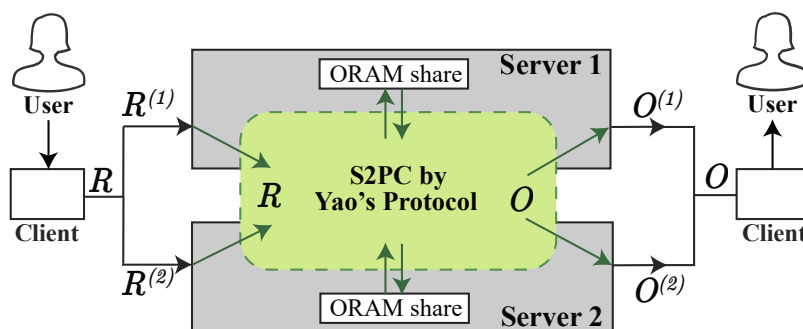 User
Client
R
R(1)
R(2)
ORAM share
Server 1
S2PC by
Yao's Protocol
R
O
ORAM share
Server 2
O(1)
O(2)
O
User
Client